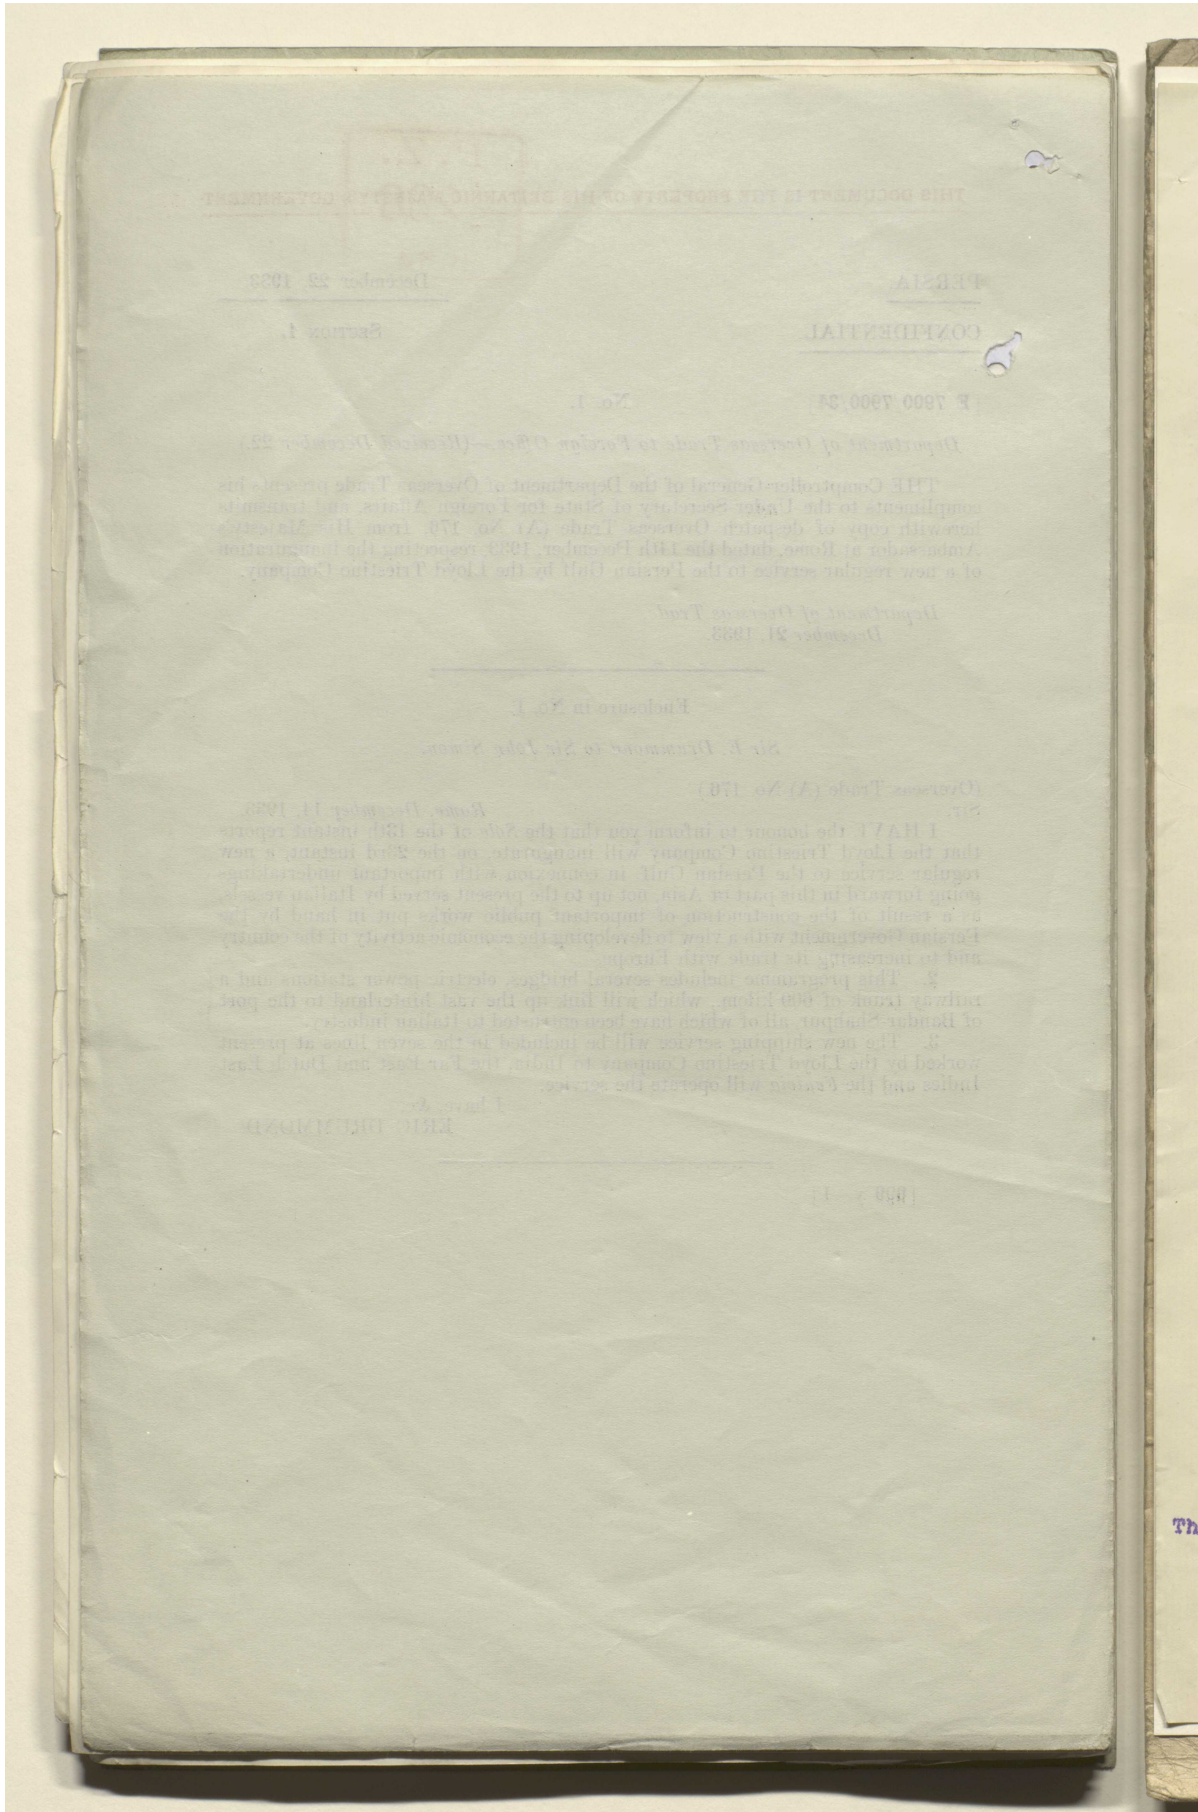 THIS DOCUMENT IS THE PROPERTY OF HIS BRITANNIC MAJESTY'S GOVERNMENT
PERSIA.
December 22, 1933.
CONFIDENTIAL.
SECTION 1.
[E 7900/7900/34]
No. 1.
Department of Overseas Trade to Foreign Office.—(Received December 22.)
THE Comptroller-General of the Department of Overseas Trade presents his
compliments to the Under Secretary of State for Foreign Affairs, and transmits
herewith copy of despatch Overseas Trade (A) No. 176, from His Majesty's
Ambassador at Rome, dated the 14th December, 1933, respecting the inauguration
of a new regular service to the Persian Gulf by the Lloyd Triestino Company.
Department of Overseas Trade,
December 21, 1933.
Enclosure in No. 1.
Sir E. Drummond to Sir John Simon.
(Overseas Trade (A) No. 176.)
Sir,
Rome, December 14, 1933.
I HAVE the honour to inform you that the Sole of the 13th instant reports
that the Lloyd Triestino Company will inaugurate, on the 23rd instant, a new
regular service to the Persian Gulf in connexion with important undertakings
going forward in this part of Asia, not up to the present served by Italian vessels,
as a result of the construction of important public works put in hand by the
Persian Government with a view to developing the economic activity of the country
and to increasing its trade with Europe.
2. This programme includes several bridges, electric power stations and a
railway trunk of 600 kilom., which will link up the vast hinterland to the port
of Bandar-Shahpur, all of which have been entrusted to Italian industry.
3. The new shipping service will be included in the seven lines at present
worked by the Lloyd Triestino Company to India, the Far East and Dutch East
Indies and the will operate the service.
I have, &c.
ERIC DRUMMOND.
Th